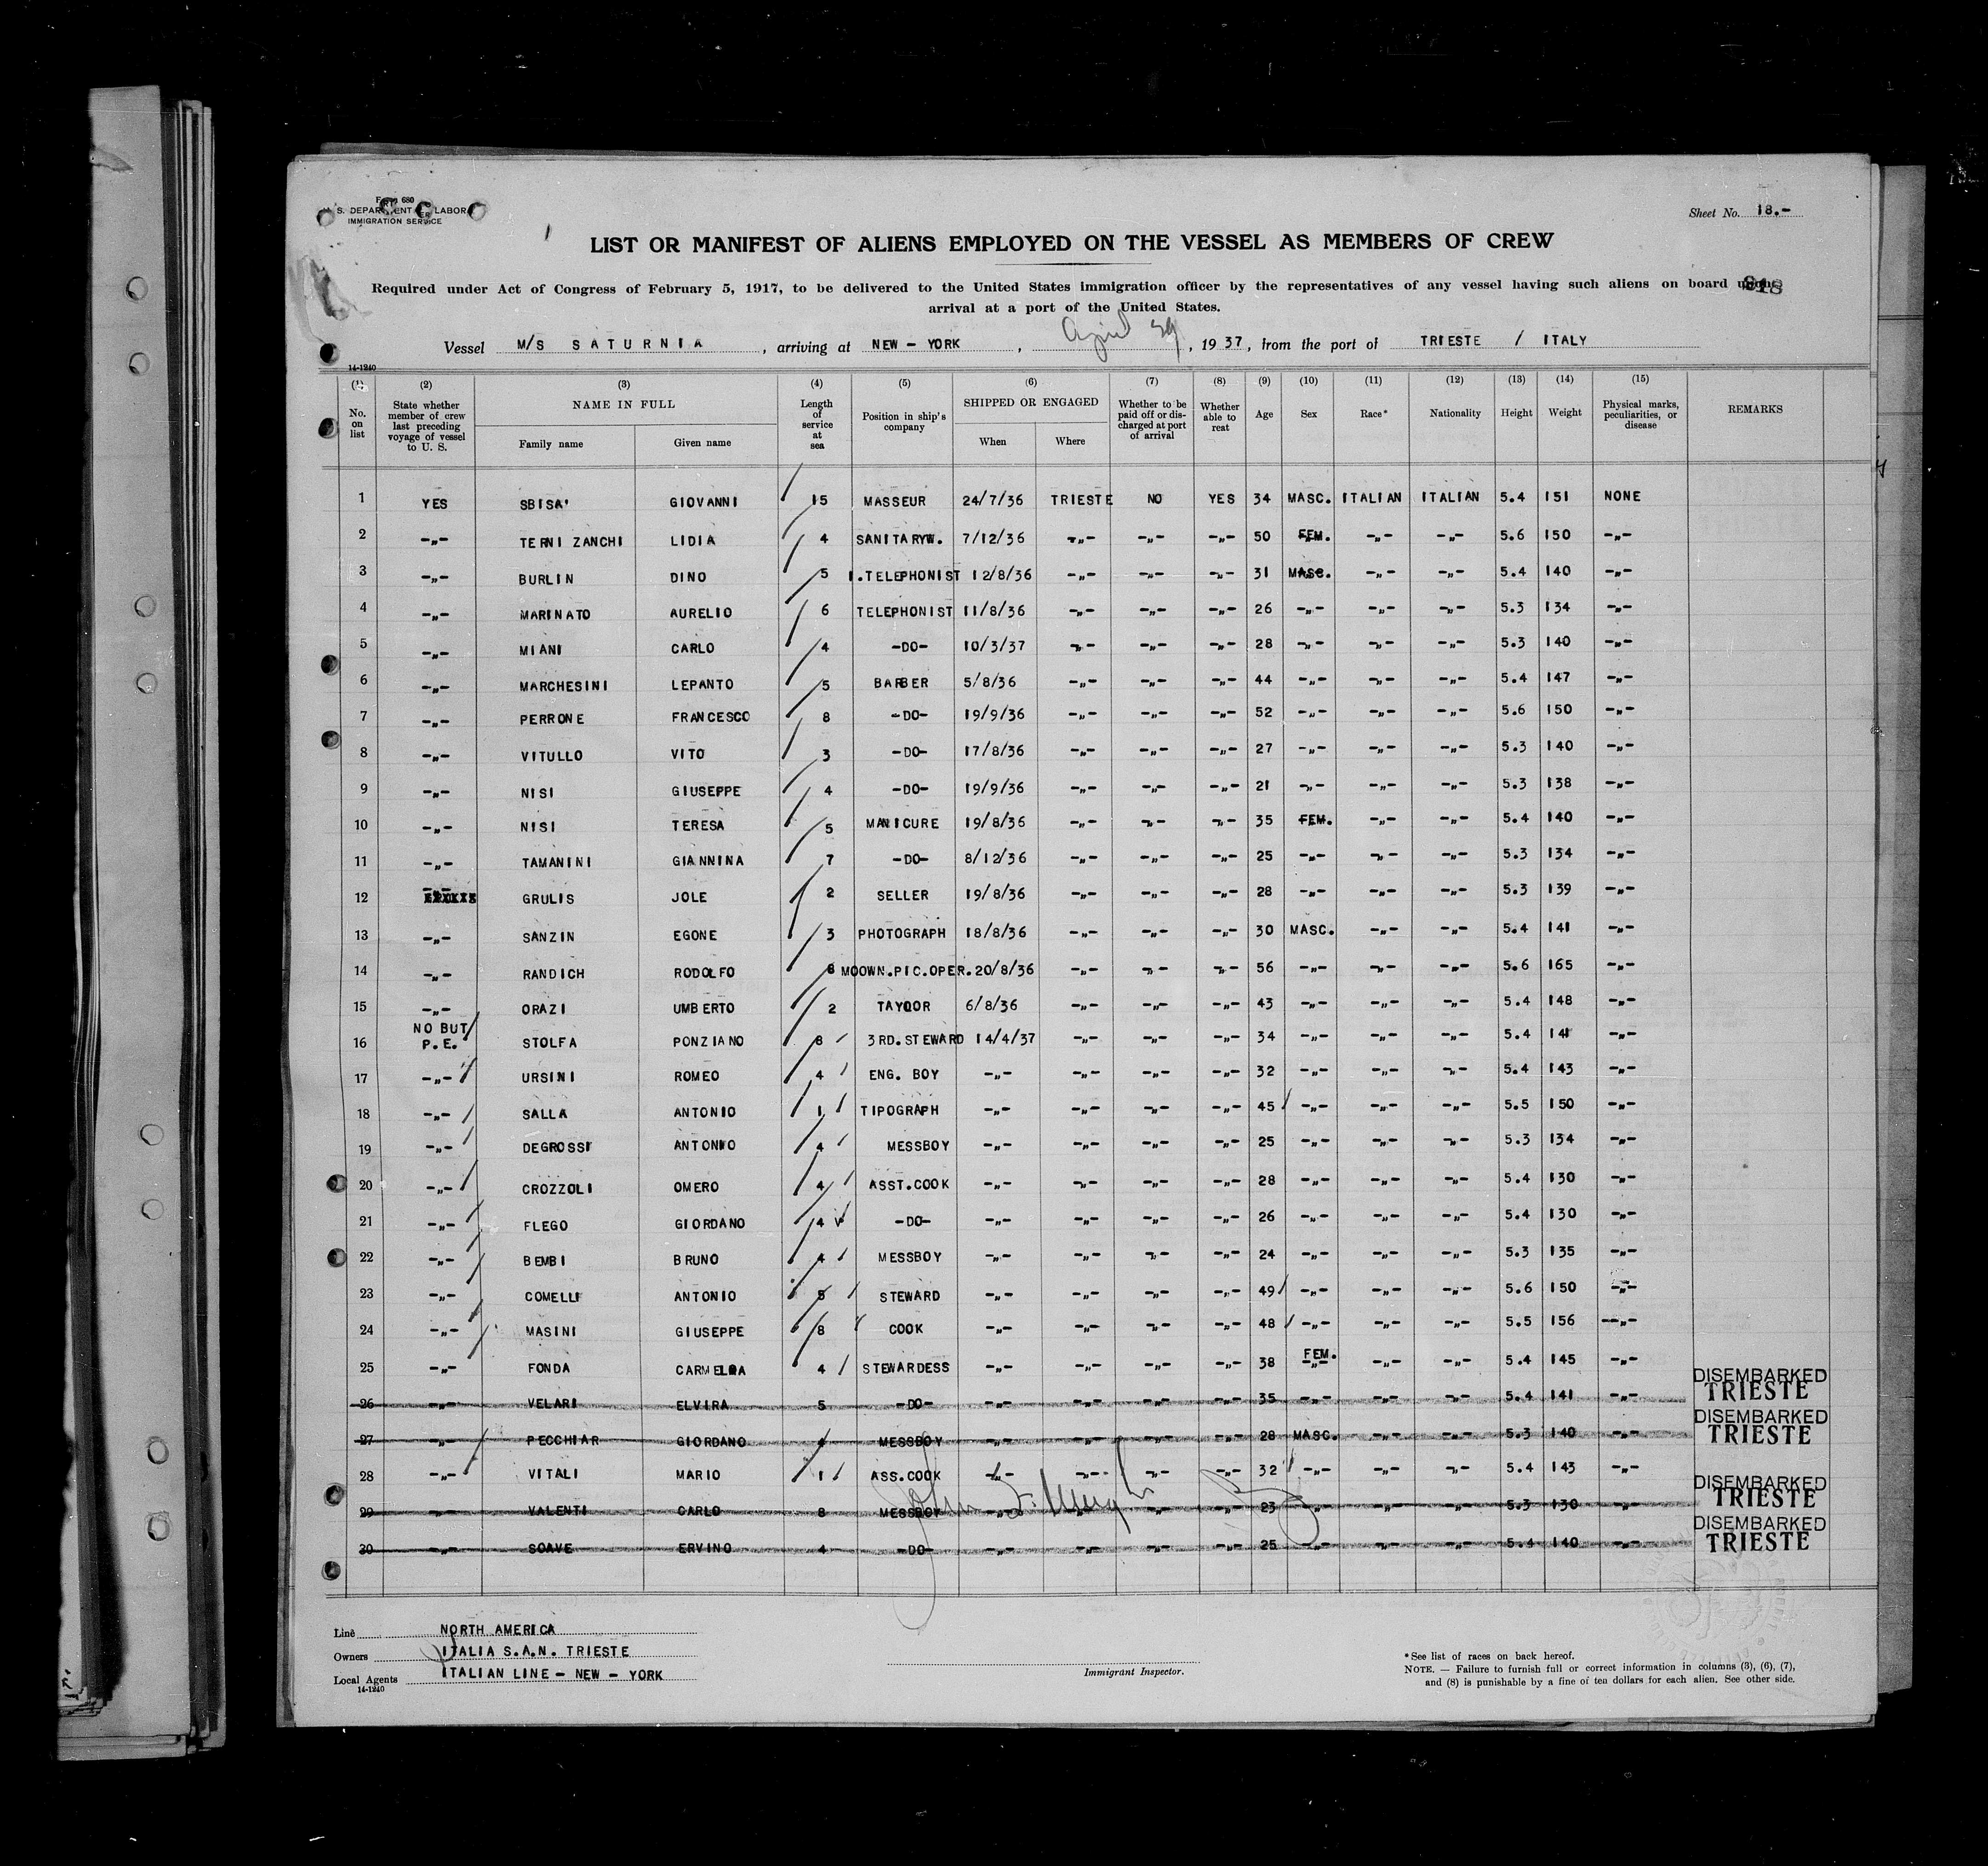 Form 680
U. S. DEPARTMENT OF LABOR
IMMIGRATION SERVICE
Sheet No. 18.-
LIST OR MANIFEST OF ALIENS EMPLOYED ON THE VESSEL AS MEMBERS OF CREW
Required under Act of Congress of February 5, 1917, to be delivered to the United States immigration officer by the representatives of any vessel having such aliens on board upon
arrival at a port of the United States.
Vessel M/S SATURNIA, arriving at NEW-YORK, April 29, 1937, from the port of TRIESTE / ITALY
14-1240
(1) (2) (3) (4) (5) (6) (7) (8) (9) (10) (11) (12) (13) (14) (15)
No. on list | State whether member of crew last preceding voyage of vessel to U. S. | NAME IN FULL Family name Given name | Length of service at sea | Position in ship's company | SHIPPED OR ENGAGED When Where | Whether to be paid off or discharged at port of arrival | Whether able to reat | Age | Sex | Race* | Nationality | Height | Weight | Physical marks, peculiarities, or disease | REMARKS
1 YES SBISA' GIOVANNI 15 MASSEUR 24/7/36 TRIESTE NO YES 34 MASC. ITALIAN ITALIAN 5.4 151 NONE
2 -"- TERNI ZANCHI LIDIA 4 SANITARYW. 7/12/36 -"- -"- -"- 50 FEM. -"- -"- 5.6 150 -"-
3 -"- BURLIN DINO 5 I.TELEPHONIST 12/8/36 -"- -"- -"- 31 MASC. -"- -"- 5.4 140 -"-
4 -"- MARINATO AURELIO 6 TELEPHONIST 11/8/36 -"- -"- -"- 26 -"- -"- -"- 5.3 134 -"-
5 -"- MIANI CARLO 4 -DO- 10/3/37 -"- -"- -"- 28 -"- -"- -"- 5.3 140 -"-
6 -"- MARCHESINI LEPANTO 5 BARBER 5/8/36 -"- -"- -"- 44 -"- -"- -"- 5.4 147 -"-
7 -"- PERRONE FRANCESCO 8 -DO- 19/9/36 -"- -"- -"- 52 -"- -"- -"- 5.6 150 -"-
8 -"- VITULLO VITO 3 -DO- 17/8/36 -"- -"- -"- 27 -"- -"- -"- 5.3 140 -"-
9 -"- NISI GIUSEPPE 4 -DO- 19/9/36 -"- -"- -"- 21 -"- -"- -"- 5.3 138 -"-
10 -"- NISI TERESA 5 MANICURE 19/8/36 -"- -"- -"- 35 FEM. -"- -"- 5.4 140 -"-
11 -"- TAMANINI GIANNINA 7 -DO- 8/12/36 -"- -"- -"- 25 -"- -"- -"- 5.3 134 -"-
12 -"- GRULIS JOLE 2 SELLER 19/8/36 -"- -"- -"- 28 -"- -"- -"- 5.3 139 -"-
13 -"- SANZIN EGONE 3 PHOTOGRAPH 18/8/36 -"- -"- -"- 30 MASC. -"- -"- 5.4 141 -"-
14 -"- RANDICH RODOLFO 8 MOOWN.PIC.OPER. 20/8/36 -"- -"- -"- 56 -"- -"- -"- 5.6 165 -"-
15 -"- ORAZI UMBERTO 2 TAYLOR 6/8/36 -"- -"- -"- 43 -"- -"- -"- 5.4 148 -"-
16 NO BUT P.E. STOLFA PONZIANO 8 3RD.STEWARD 14/4/37 -"- -"- -"- 34 -"- -"- -"- 5.4 141 -"-
17 -"- URSINI ROMEO 4 ENG. BOY -"- -"- -"- -"- 32 -"- -"- -"- 5.4 143 -"-
18 -"- SALLA ANTONIO 1 TIPOGRAPH -"- -"- -"- -"- 45 -"- -"- -"- 5.5 150 -"-
19 -"- DEGROSSI ANTONIO 4 MESSBOY -"- -"- -"- -"- 25 -"- -"- -"- 5.3 134 -"-
20 -"- CROZZOLI OMERO 4 ASST.COOK -"- -"- -"- -"- 28 -"- -"- -"- 5.4 130 -"-
21 -"- FLEGO GIORDANO 4 -DO- -"- -"- -"- -"- 26 -"- -"- -"- 5.4 130 -"-
22 -"- BEMBI BRUNO 4 MESSBOY -"- -"- -"- -"- 24 -"- -"- -"- 5.3 135 -"-
23 -"- COMELLI ANTONIO 5 STEWARD -"- -"- -"- -"- 49 -"- -"- -"- 5.6 150 -"-
24 -"- MASINI GIUSEPPE 8 COOK -"- -"- -"- -"- 48 -"- -"- -"- 5.5 156 -"-
25 -"- FONDA CARMELA 4 STEWARDESS -"- -"- -"- -"- 38 FEM. -"- -"- 5.4 145 -"-
26 -"- VELARI ELVIRA 5 -DO- -"- -"- -"- -"- 35 -"- -"- -"- 5.4 141 -"- DISEMBARKED TRIESTE
27 -"- PECCHIAR GIORDANO 4 MESSBOY -"- -"- -"- -"- 28 MASC. -"- -"- 5.3 140 -"- DISEMBARKED TRIESTE
28 -"- VITALI MARIO 1 ASS.COOK -"- -"- -"- -"- 32 -"- -"- -"- 5.4 143 -"-
29 -"- VALENTI CARLO 8 MESSBOY -"- -"- -"- -"- 23 -"- -"- -"- 5.3 130 -"- DISEMBARKED TRIESTE
30 -"- SOAVE ERVINO 4 -DO- -"- -"- -"- -"- 25 -"- -"- -"- 5.4 140 -"- DISEMBARKED TRIESTE
Line NORTH AMERICA
Owners ITALIA S.A.N. TRIESTE
Local Agents ITALIAN LINE - NEW - YORK
14-1240
Immigrant Inspector.
*See list of races on back hereof.
NOTE. — Failure to furnish full or correct information in columns (3), (6), (7),
and (8) is punishable by a fine of ten dollars for each alien. See other side.